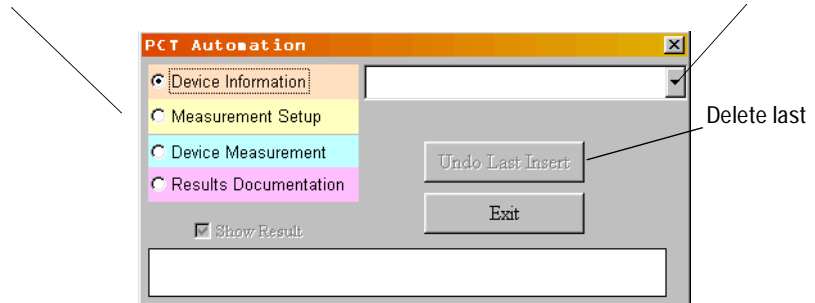 PCT Automation
Device Information
Measurement Setup
Delete last
Device Measurement
Undo Last Insert
Results Documentation
Exit
Show Result